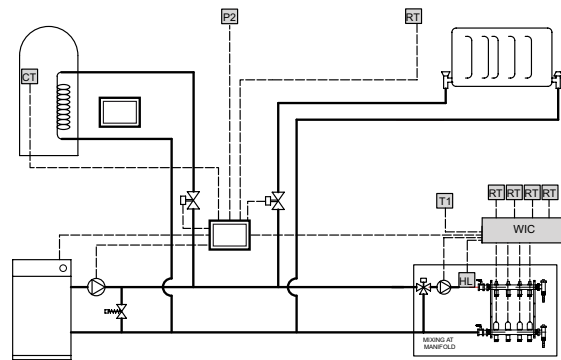 P2
RT
CT
T1
RT RT RT RT
WIC
HL
MIXING AT
MANIFOLD